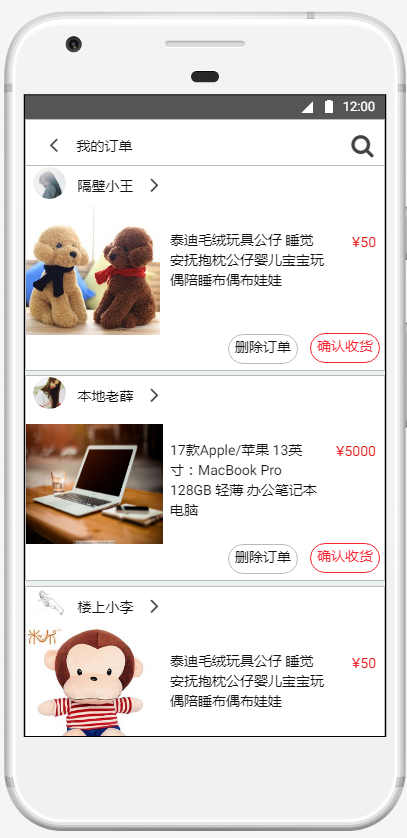 12:00
我的订单
隔壁小王
泰迪毛绒玩具公仔 睡觉
¥50
安抚抱枕公仔婴儿宝宝玩
偶陪睡布偶布娃娃
删除订单
确认收货
本地老薛
17款Apple/苹果 13英
¥5000
寸：MacBook Pro
128GB 轻薄 办公笔记本
电脑
删除订单
确认收货
楼上小李
泰迪毛绒玩具公仔 睡觉
¥50
安抚抱枕公仔婴儿宝宝玩
偶陪睡布偶布娃娃